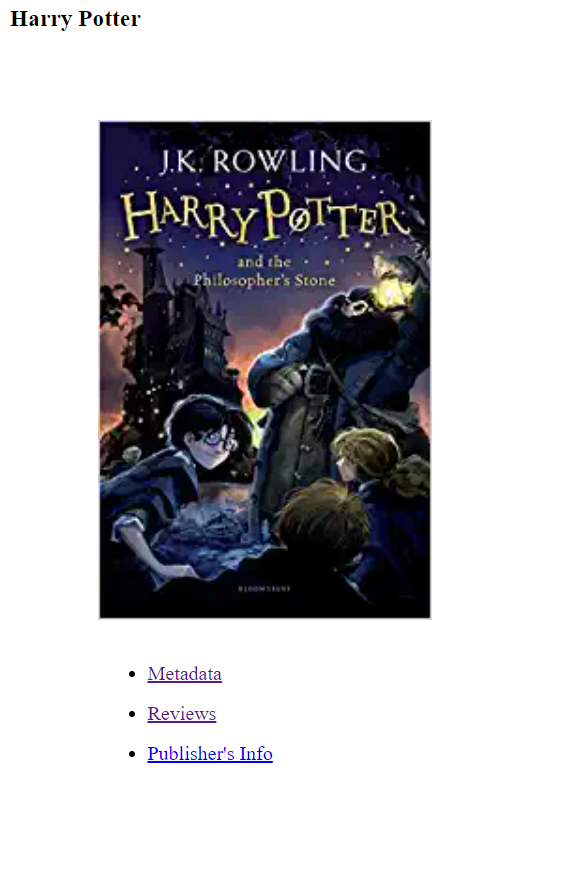 Harry Potter
J.K. ROWLING
HARRY POTTER
and the
Philosopher's Stone
BLOOMSBURY
Metadata
Reviews
Publisher's Info